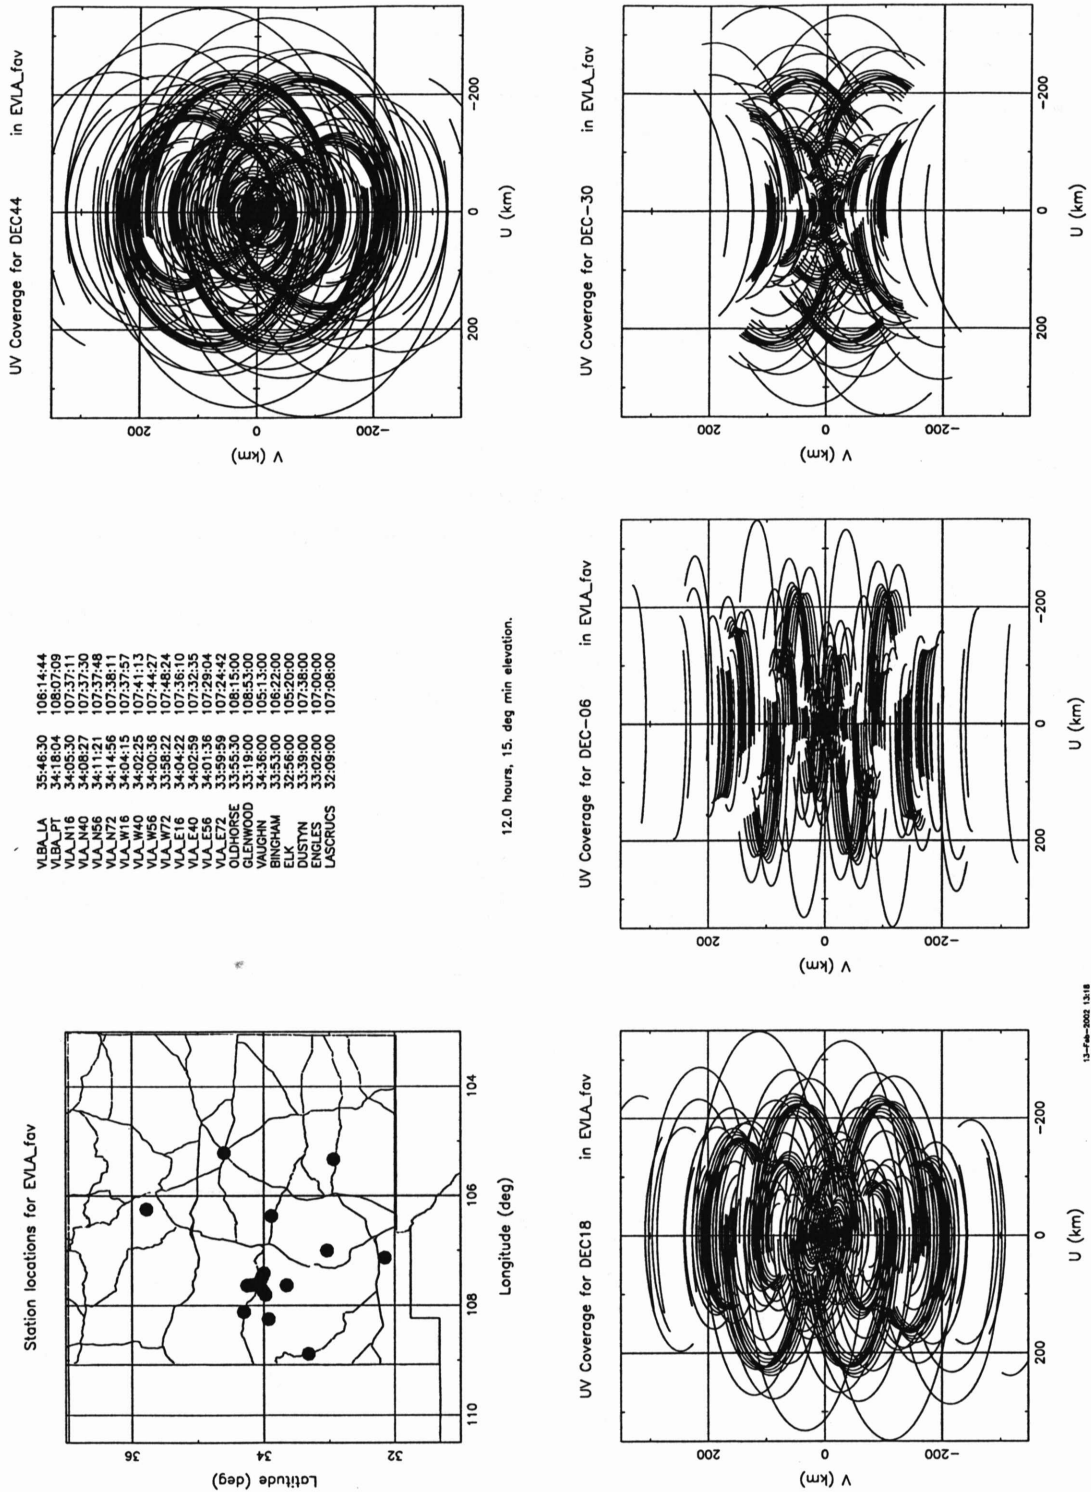 Station locations for EVLA_fav
36
34
32
Latitude (deg)
110
108
106
104
Longitude (deg)
VLBA_LA 35:46:30 106:14:44
VLBA_PT 34:18:04 108:07:09
VLA_N16 34:05:30 107:37:11
VLA_N40 34:08:27 107:37:30
VLA_N56 34:11:21 107:37:48
VLA_N72 34:14:56 107:38:11
VLA_W16 34:04:15 107:37:57
VLA_W40 34:02:25 107:41:13
VLA_W56 34:00:36 107:44:27
VLA_W72 33:58:22 107:48:24
VLA_E16 34:04:22 107:36:10
VLA_E40 34:02:59 107:32:35
VLA_E56 34:01:36 107:29:04
VLA_E72 33:59:59 107:24:42
OLDHORSE 33:55:30 108:15:00
GLENWOOD 33:19:00 108:53:00
VAUGHN 34:36:00 105:13:00
BINGHAM 33:53:00 106:22:00
ELK 32:56:00 105:20:00
DUSTYN 33:39:00 107:38:00
ENGLES 33:02:00 107:00:00
LASCRUCS 32:09:00 107:08:00
12.0 hours, 15. deg min elevation.
UV Coverage for DEC44 in EVLA_fav
200
0
-200
V (km)
200
0
-200
U (km)
UV Coverage for DEC18 in EVLA_fav
200
0
-200
V (km)
200
0
-200
U (km)
UV Coverage for DEC-06 in EVLA_fav
200
0
-200
V (km)
200
0
-200
U (km)
UV Coverage for DEC-30 in EVLA_fav
200
0
-200
V (km)
200
0
-200
U (km)
13-Feb-2002 13:18